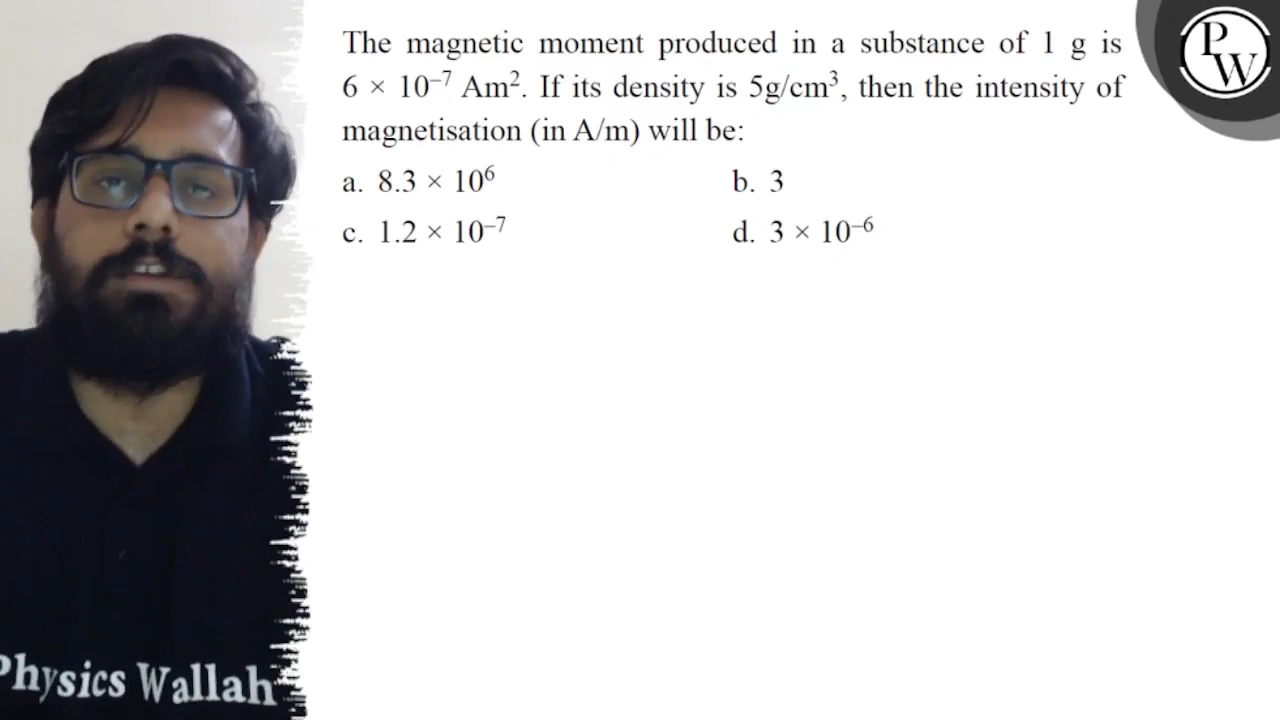 The magnetic moment produced in a substance of 1 g is
6 × 10⁻⁷ Am². If its density is 5g/cm³, then the intensity of
magnetisation (in A/m) will be:
a. 8.3 × 10⁶ b. 3
c. 1.2 × 10⁻⁷ d. 3 × 10⁻⁶
P
W
Physics Wallah